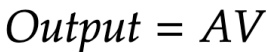 Output = AV